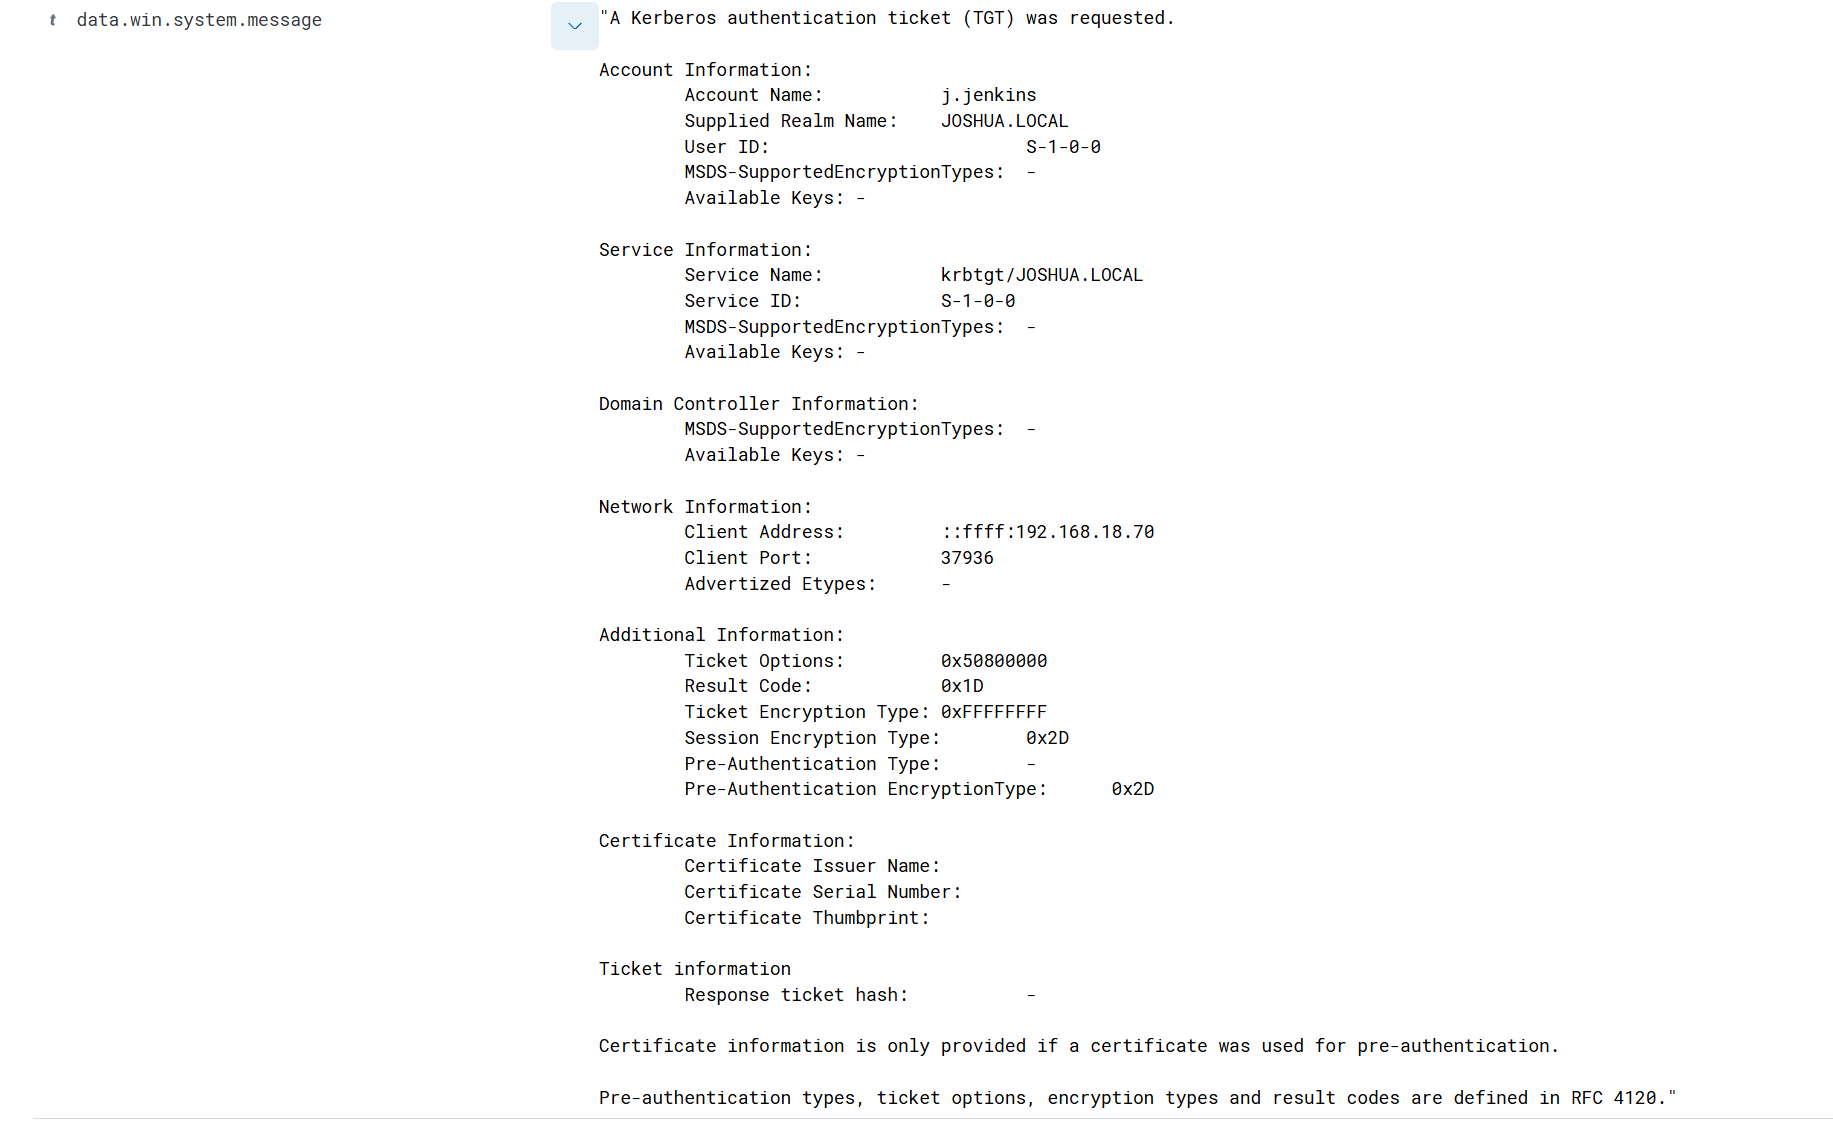 t data.win.system.message
"A Kerberos authentication ticket (TGT) was requested.
Account Information:
Account Name: j.jenkins
Supplied Realm Name: JOSHUA.LOCAL
User ID: S-1-0-0
MSDS-SupportedEncryptionTypes: -
Available Keys: -
Service Information:
Service Name: krbtgt/JOSHUA.LOCAL
Service ID: S-1-0-0
MSDS-SupportedEncryptionTypes: -
Available Keys: -
Domain Controller Information:
MSDS-SupportedEncryptionTypes: -
Available Keys: -
Network Information:
Client Address: ::ffff:192.168.18.70
Client Port: 37936
Advertized Etypes: -
Additional Information:
Ticket Options: 0x50800000
Result Code: 0x1D
Ticket Encryption Type: 0xFFFFFFFF
Session Encryption Type: 0x2D
Pre-Authentication Type: -
Pre-Authentication EncryptionType: 0x2D
Certificate Information:
Certificate Issuer Name:
Certificate Serial Number:
Certificate Thumbprint:
Ticket information
Response ticket hash: -
Certificate information is only provided if a certificate was used for pre-authentication.
Pre-authentication types, ticket options, encryption types and result codes are defined in RFC 4120."